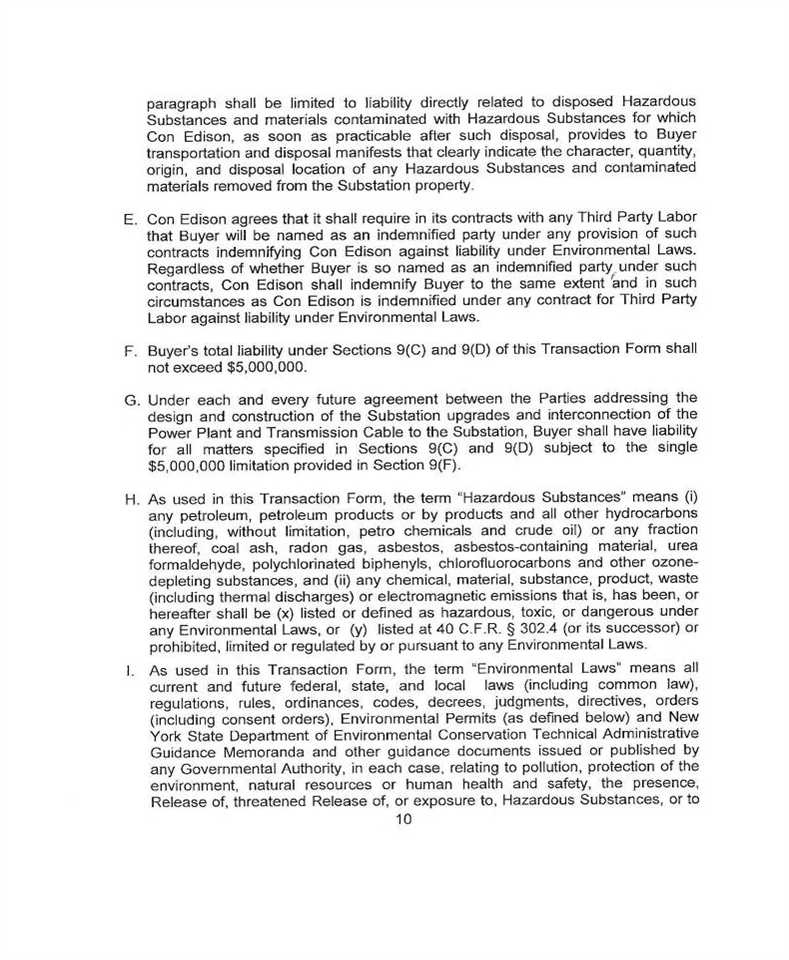 paragraph shall be limited to liability directly related to disposed Hazardous
Substances and materials contaminated with Hazardous Substances for which
Con Edison, as soon as practicable after such disposal, provides to Buyer
transportation and disposal manifests that clearly indicate the character, quantity,
origin, and disposal location of any Hazardous Substances and contaminated
materials removed from the Substation property.
E. Con Edison agrees that it shall require in its contracts with any Third Party Labor
that Buyer will be named as an indemnified party under any provision of such
contracts indemnifying Con Edison against liability under Environmental Laws.
Regardless of whether Buyer is so named as an indemnified party under such
contracts, Con Edison shall indemnify Buyer to the same extent and in such
circumstances as Con Edison is indemnified under any contract for Third Party
Labor against liability under Environmental Laws.
F. Buyer's total liability under Sections 9(C) and 9(D) of this Transaction Form shall
not exceed $5,000,000.
G. Under each and every future agreement between the Parties addressing the
design and construction of the Substation upgrades and interconnection of the
Power Plant and Transmission Cable to the Substation, Buyer shall have liability
for all matters specified in Sections 9(C) and 9(D) subject to the single
$5,000,000 limitation provided in Section 9(F).
H. As used in this Transaction Form, the term "Hazardous Substances" means (i)
any petroleum, petroleum products or by products and all other hydrocarbons
(including, without limitation, petro chemicals and crude oil) or any fraction
thereof, coal ash, radon gas, asbestos, asbestos-containing material, urea
formaldehyde, polychlorinated biphenyls, chlorofluorocarbons and other ozone-
depleting substances, and (ii) any chemical, material, substance, product, waste
(including thermal discharges) or electromagnetic emissions that is, has been, or
hereafter shall be (x) listed or defined as hazardous, toxic, or dangerous under
any Environmental Laws, or (y) listed at 40 C.F.R. § 302.4 (or its successor) or
prohibited, limited or regulated by or pursuant to any Environmental Laws.
I. As used in this Transaction Form, the term "Environmental Laws" means all
current and future federal, state, and local laws (including common law),
regulations, rules, ordinances, codes, decrees, judgments, directives, orders
(including consent orders), Environmental Permits (as defined below) and New
York State Department of Environmental Conservation Technical Administrative
Guidance Memoranda and other guidance documents issued or published by
any Governmental Authority, in each case, relating to pollution, protection of the
environment, natural resources or human health and safety, the presence,
Release of, threatened Release of, or exposure to, Hazardous Substances, or to
10